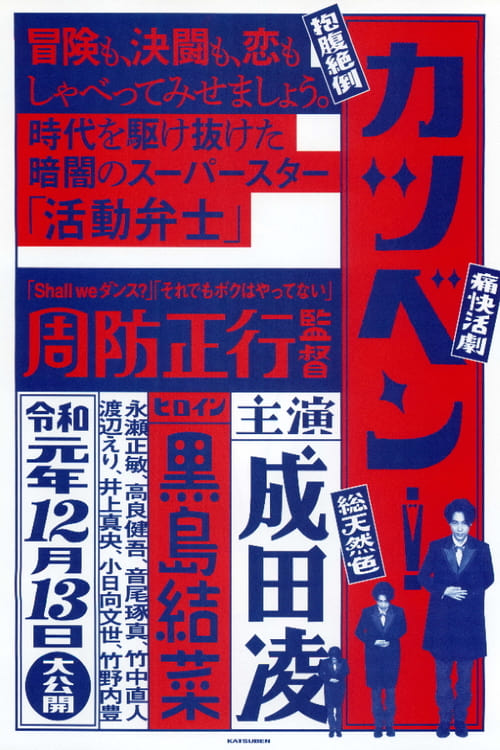 カツベン!
抱腹絶倒
痛快活劇
総天然色
冒険も、決闘も、恋も
しゃべってみせましょう。
時代を駆け抜けた
暗闇のスーパースター
「活動弁士」
「Shall we ダンス?」「それでもボクはやってない」
周防正行監督
主演
成田凌
ヒロイン
黒島結菜
永瀬正敏、高良健吾、音尾琢真、竹中直人
渡辺えり、井上真央、小日向文世、竹野内豊
令和元年12月13日
大公開
KATSUBEN